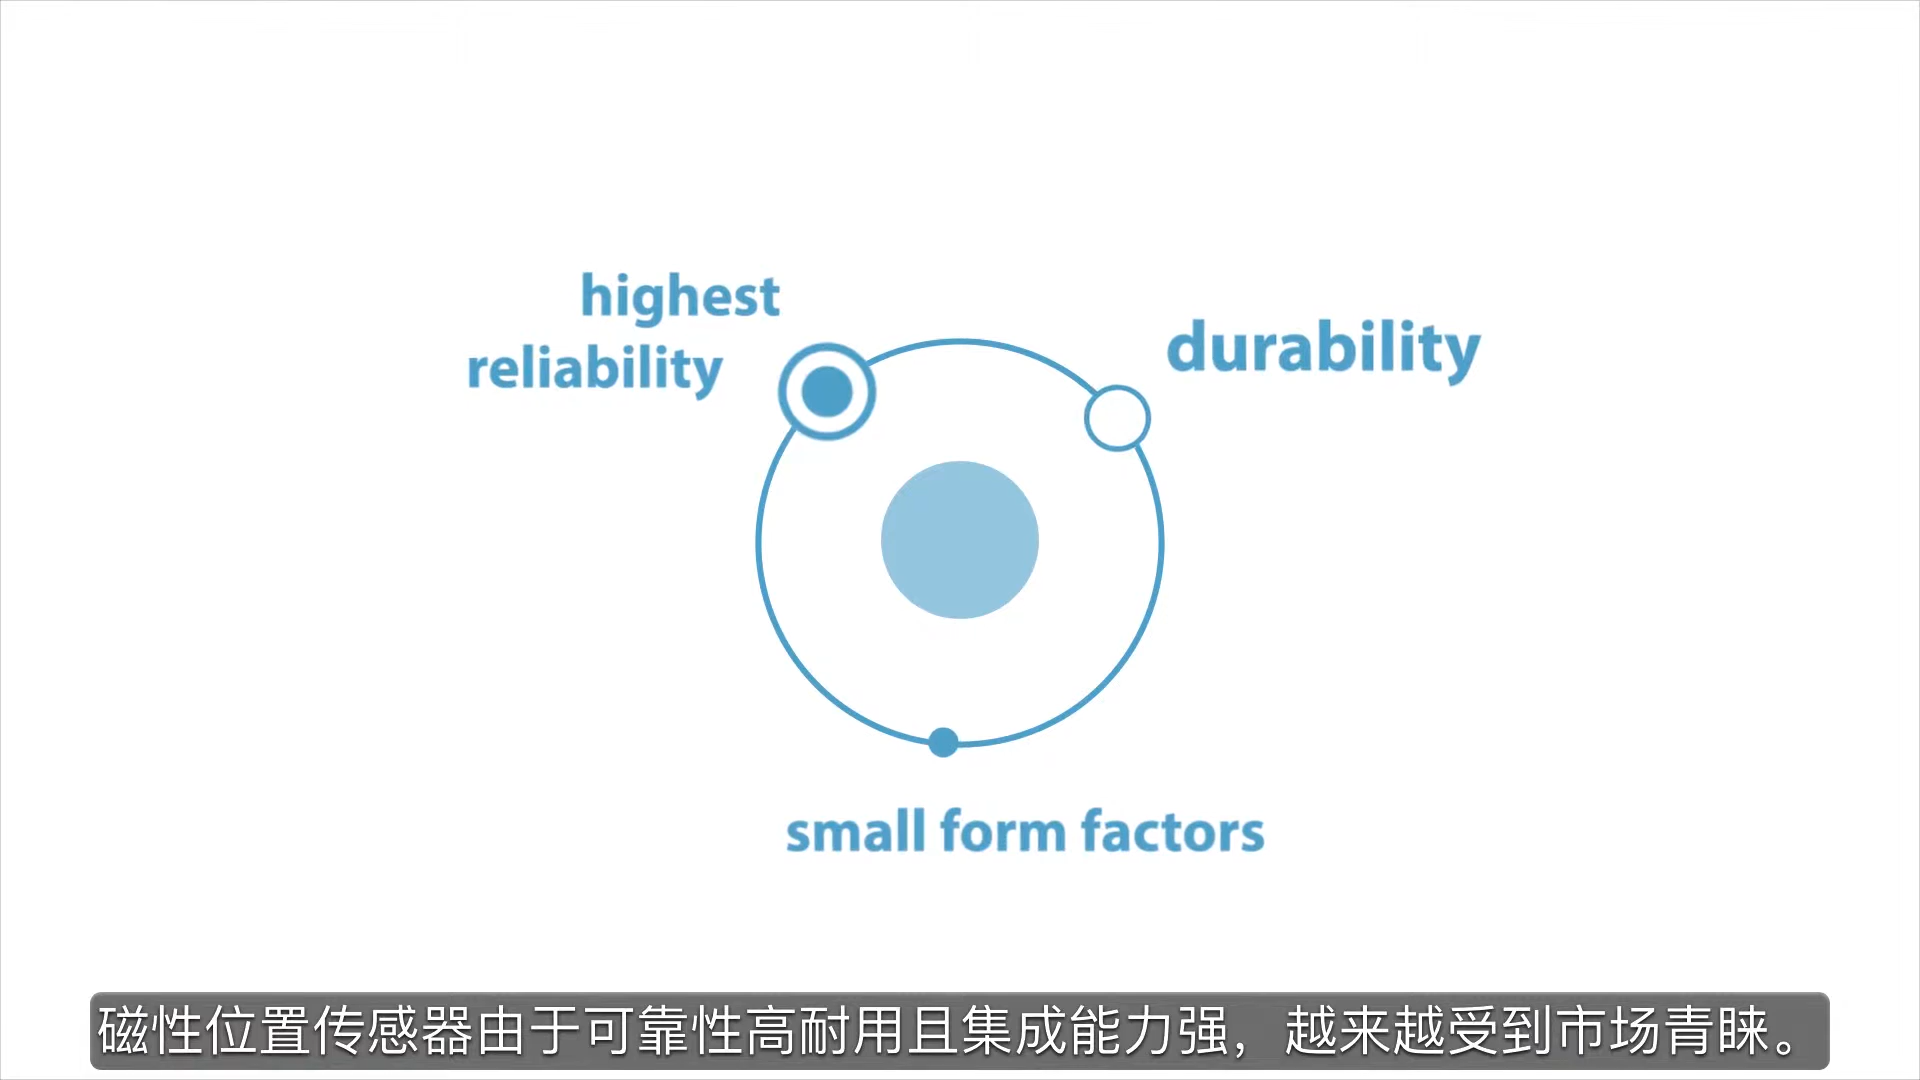 highest
reliability
durability
small form factors
磁性位置传感器由于可靠性高耐用且集成能力强，越来越受到市场青睐。